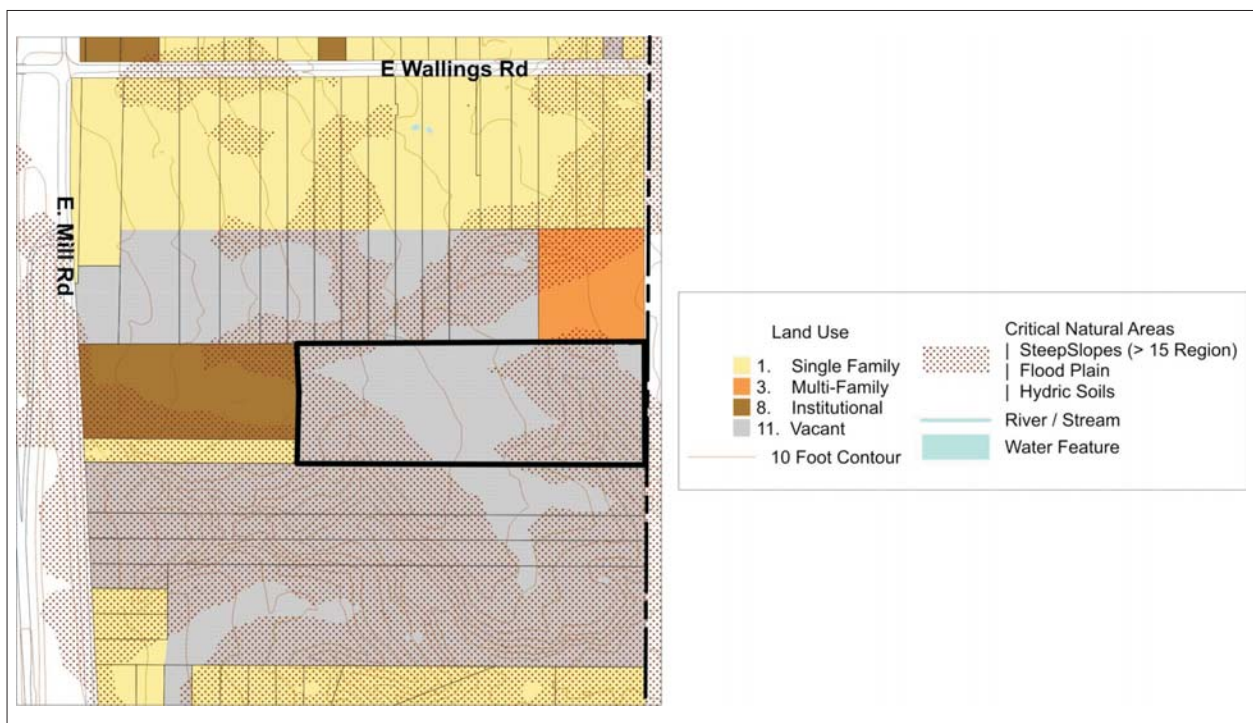 E Wallings Rd
E. Mill Rd
Land Use
1. Single Family
3. Multi-Family
8. Institutional
11. Vacant
10 Foot Contour
Critical Natural Areas
| SteepSlopes (> 15 Region)
| Flood Plain
| Hydric Soils
River / Stream
Water Feature